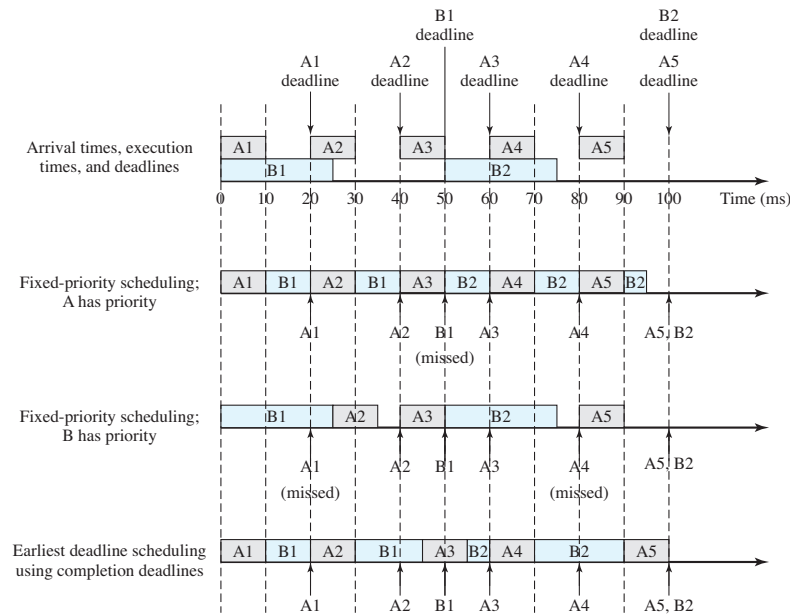 B1
deadline
B2
deadline
A1
deadline
A2
deadline
A3
deadline
A4
deadline
A5
deadline
Arrival times, execution
times, and deadlines
A1 A2 A3 A4 A5
B1 B2
0 10 20 30 40 50 60 70 80 90 100 Time (ms)
Fixed-priority scheduling;
A has priority
A1 B1 A2 B1 A3 B2 A4 B2 A5 B2
A1 A2 B1 A3 A4 A5, B2
(missed)
Fixed-priority scheduling;
B has priority
B1 A2 A3 B2 A5
A1 A2 B1 A3 A4 A5, B2
(missed) (missed)
Earliest deadline scheduling
using completion deadlines
A1 B1 A2 B1 A3 B2 A4 B2 A5
A1 A2 B1 A3 A4 A5, B2